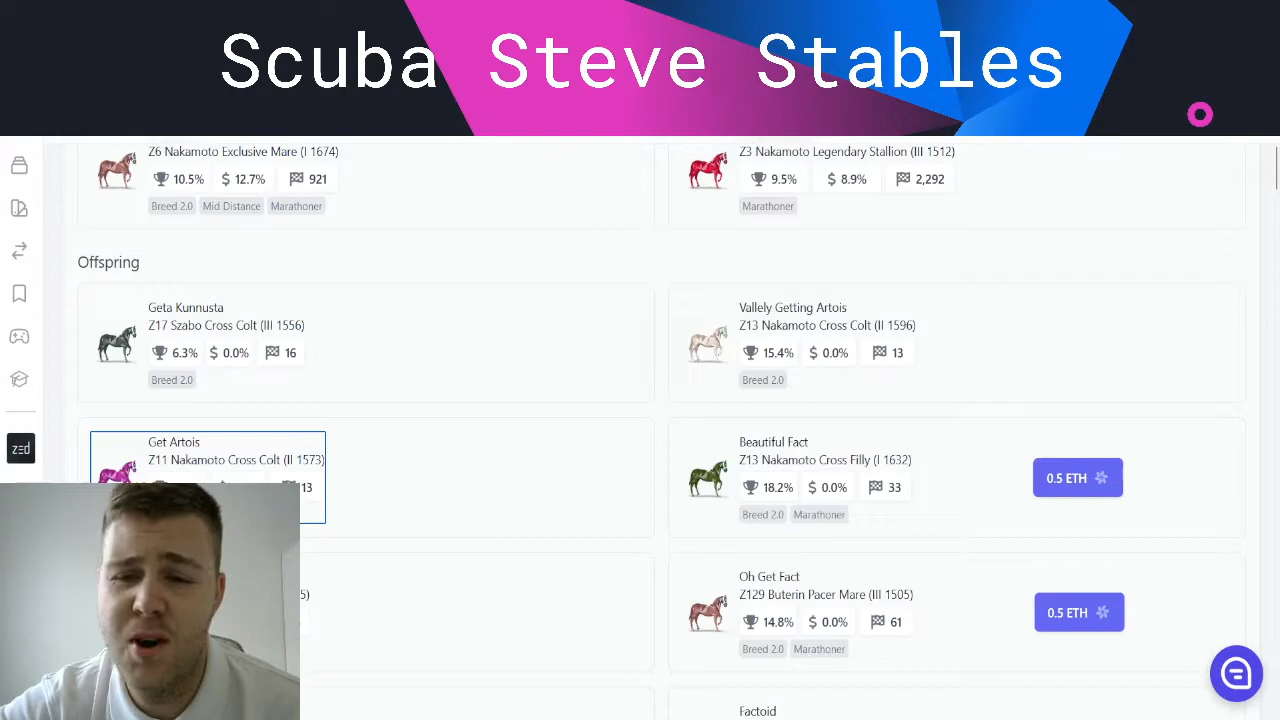 Scuba Steve Stables
Z6 Nakamoto Exclusive Mare (I 1674)
10.5% $ 12.7% 921
Breed 2.0 Mid Distance Marathoner
Z3 Nakamoto Legendary Stallion (III 1512)
9.5% $ 8.9% 2,292
Marathoner
Offspring
Geta Kunnusta
Z17 Szabo Cross Colt (III 1556)
6.3% $ 0.0% 16
Breed 2.0
Vallely Getting Artois
Z13 Nakamoto Cross Colt (II 1596)
15.4% $ 0.0% 13
Breed 2.0
Get Artois
Z11 Nakamoto Cross Colt (II 1573)
13
Beautiful Fact
Z13 Nakamoto Cross Filly (I 1632)
18.2% $ 0.0% 33
Breed 2.0 Marathoner
0.5 ETH
zed
5)
Oh Get Fact
Z129 Buterin Pacer Mare (III 1505)
14.8% $ 0.0% 61
Breed 2.0 Marathoner
0.5 ETH
Factoid